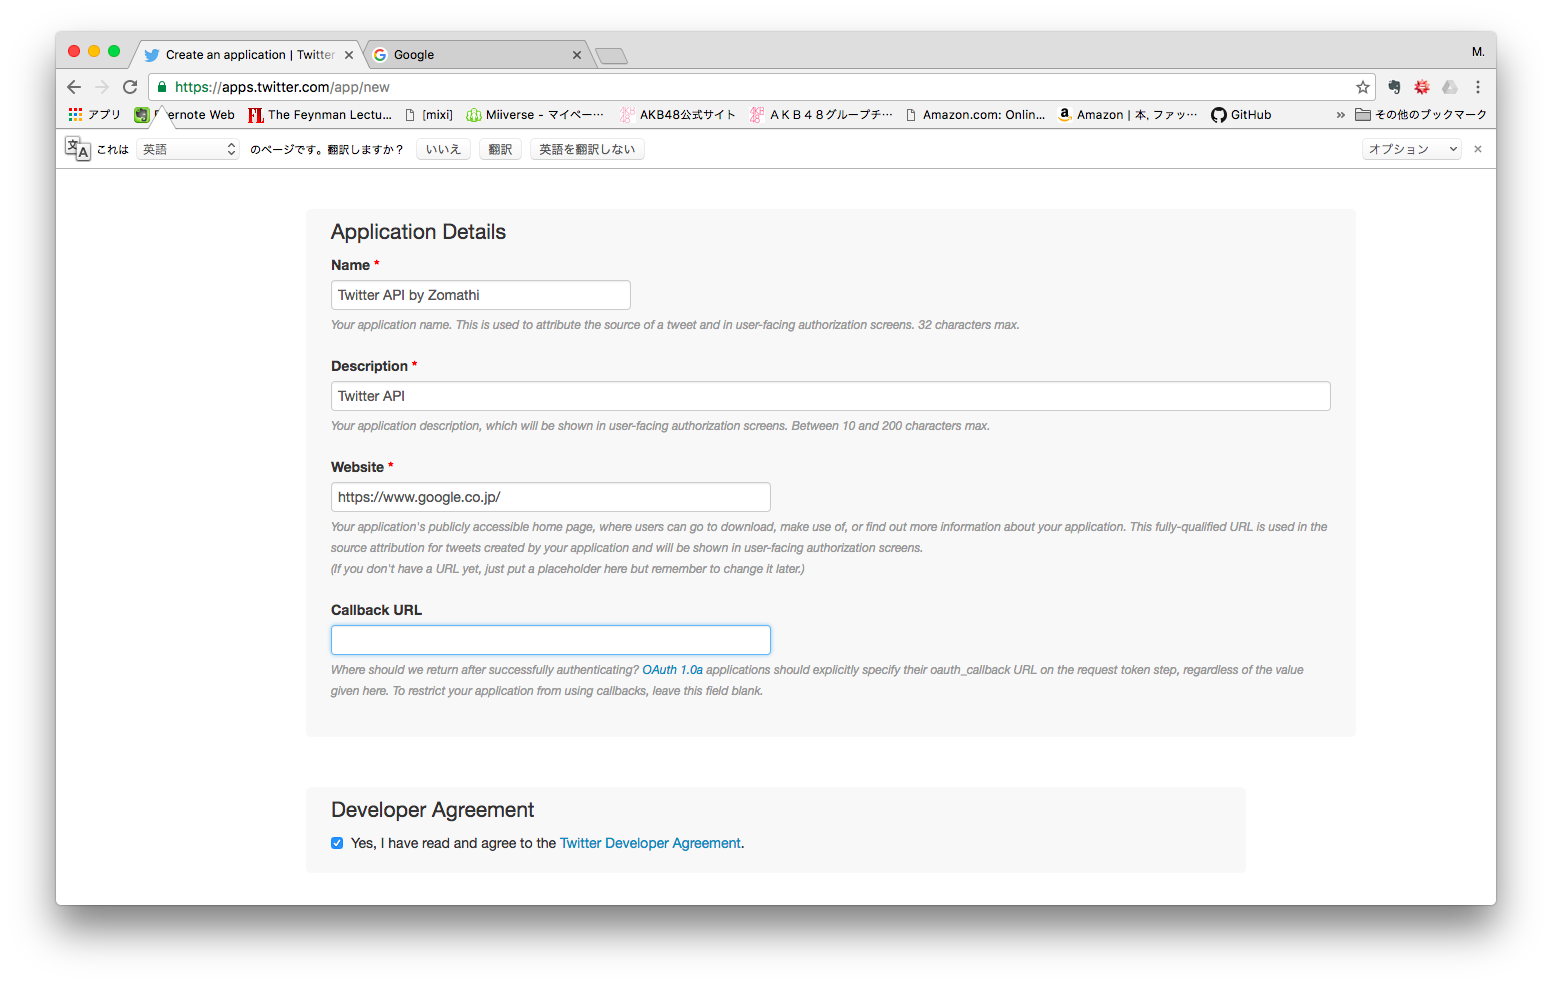 Create an application | Twitter
Google
M.
https://apps.twitter.com/app/new
アプリ
ernote Web
The Feynman Lectu...
[mixi]
Miiverse - マイペー…
AKB48公式サイト
ＡＫＢ４８グループチ…
Amazon.com: Onlin...
Amazon | 本, ファッ…
GitHub
»
その他のブックマーク
これは 英語 のページです。翻訳しますか？ いいえ 翻訳 英語を翻訳しない オプション
Application Details
Name *
Twitter API by Zomathi
Your application name. This is used to attribute the source of a tweet and in user-facing authorization screens. 32 characters max.
Description *
Twitter API
Your application description, which will be shown in user-facing authorization screens. Between 10 and 200 characters max.
Website *
https://www.google.co.jp/
Your application's publicly accessible home page, where users can go to download, make use of, or find out more information about your application. This fully-qualified URL is used in the
source attribution for tweets created by your application and will be shown in user-facing authorization screens.
(If you don't have a URL yet, just put a placeholder here but remember to change it later.)
Callback URL
Where should we return after successfully authenticating? OAuth 1.0a applications should explicitly specify their oauth_callback URL on the request token step, regardless of the value
given here. To restrict your application from using callbacks, leave this field blank.
Developer Agreement
Yes, I have read and agree to the Twitter Developer Agreement.